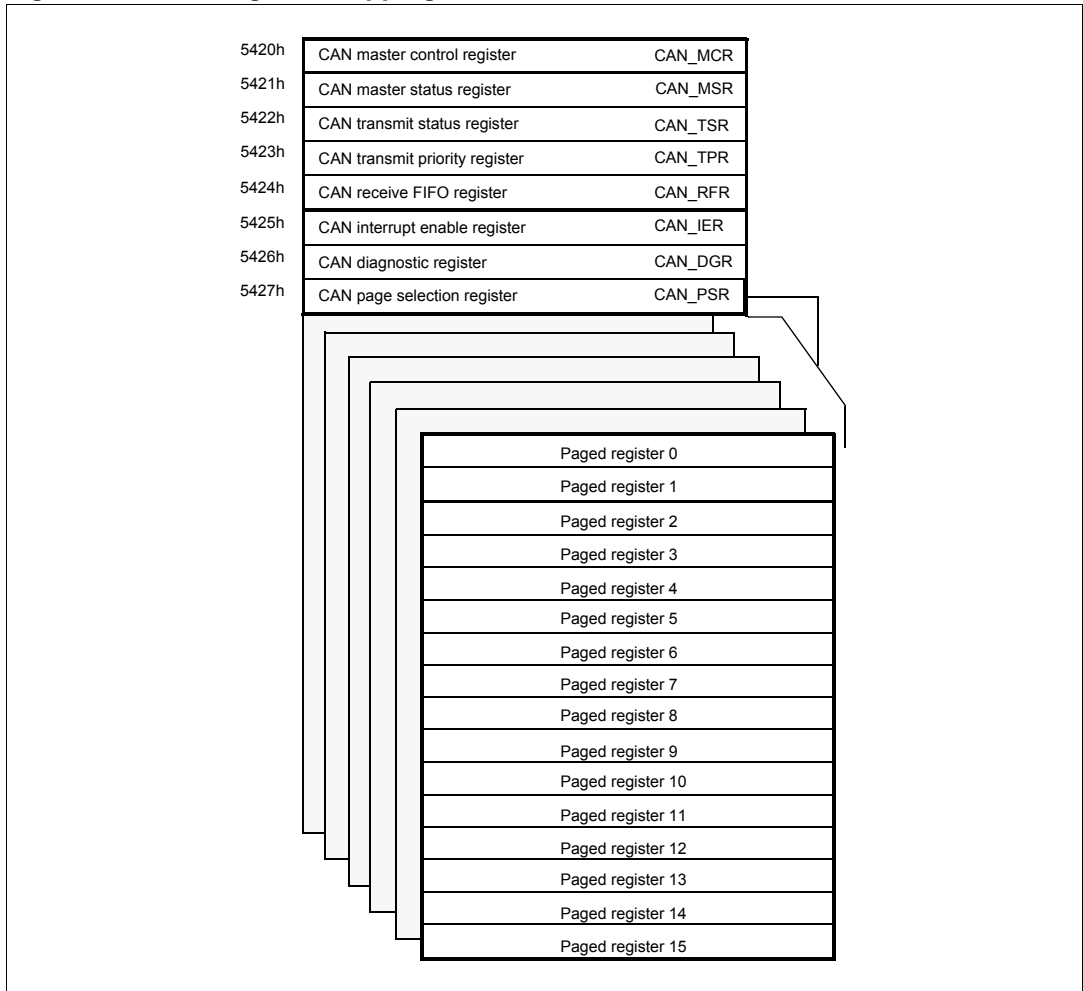 5420h CAN master control register CAN_MCR
5421h CAN master status register CAN_MSR
5422h CAN transmit status register CAN_TSR
5423h CAN transmit priority register CAN_TPR
5424h CAN receive FIFO register CAN_RFR
5425h CAN interrupt enable register CAN_IER
5426h CAN diagnostic register CAN_DGR
5427h CAN page selection register CAN_PSR
Paged register 0
Paged register 1
Paged register 2
Paged register 3
Paged register 4
Paged register 5
Paged register 6
Paged register 7
Paged register 8
Paged register 9
Paged register 10
Paged register 11
Paged register 12
Paged register 13
Paged register 14
Paged register 15